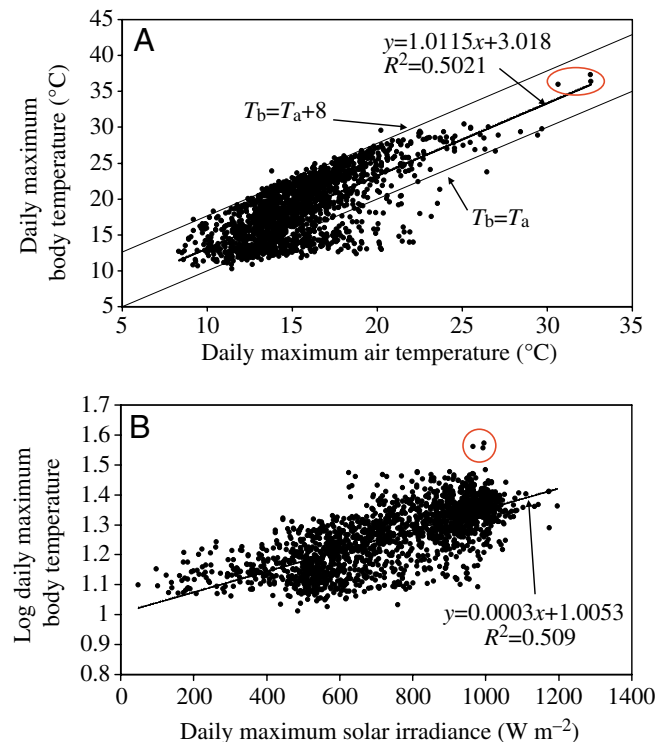 A
45
40
35
30
25
20
15
10
5
Daily maximum
body temperature (°C)
y=1.0115x+3.018
R²=0.5021
T_b=T_a+8
T_b=T_a
5 10 15 20 25 30 35
Daily maximum air temperature (°C)
B
1.7
1.6
1.5
1.4
1.3
1.2
1.1
1
0.9
0.8
Log daily maximum
body temperature
y=0.0003x+1.0053
R²=0.509
0 200 400 600 800 1000 1200 1400
Daily maximum solar irradiance (W m⁻²)